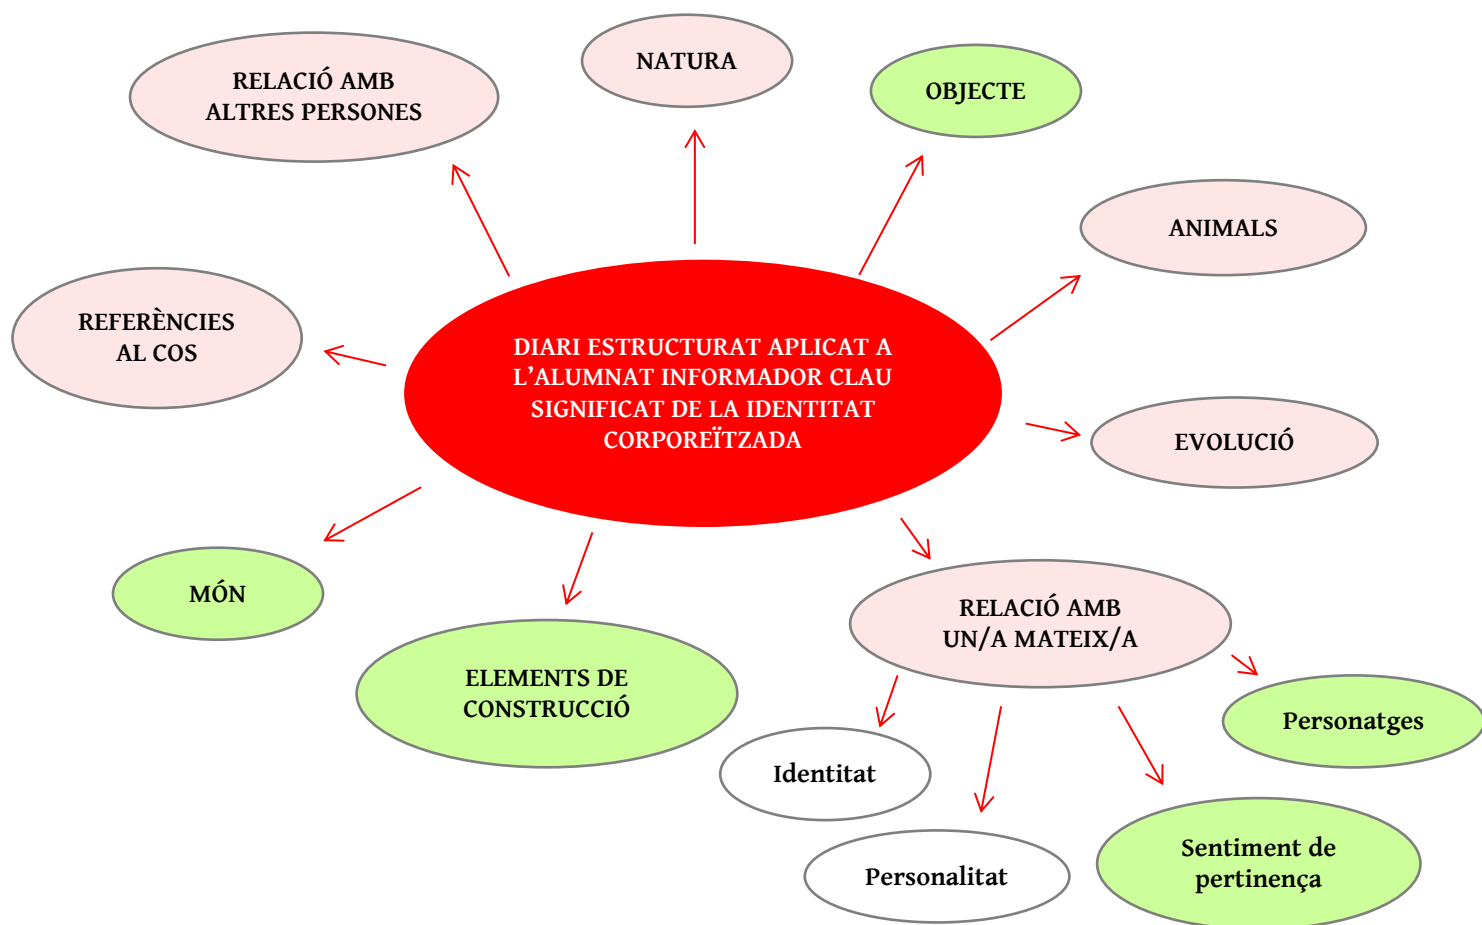 NATURA
RELACIÓ AMB
ALTRES PERSONES
OBJECTE
ANIMALS
REFERÈNCIES
AL COS
DIARI ESTRUCTURAT APLICAT A
L’ALUMNAT INFORMADOR CLAU
SIGNIFICAT DE LA IDENTITAT
CORPOREÏTZADA
EVOLUCIÓ
MÓN
RELACIÓ AMB
UN/A MATEIX/A
ELEMENTS DE
CONSTRUCCIÓ
Personatges
Identitat
Personalitat
Sentiment de
pertinença